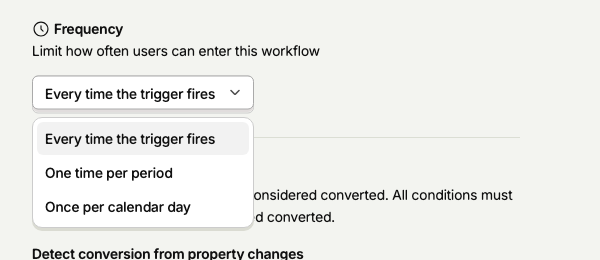 Frequency
Limit how often users can enter this workflow
Every time the trigger fires
Every time the trigger fires
One time per period
onsidered converted. All conditions must
Once per calendar day
d converted.
Detect conversion from property changes